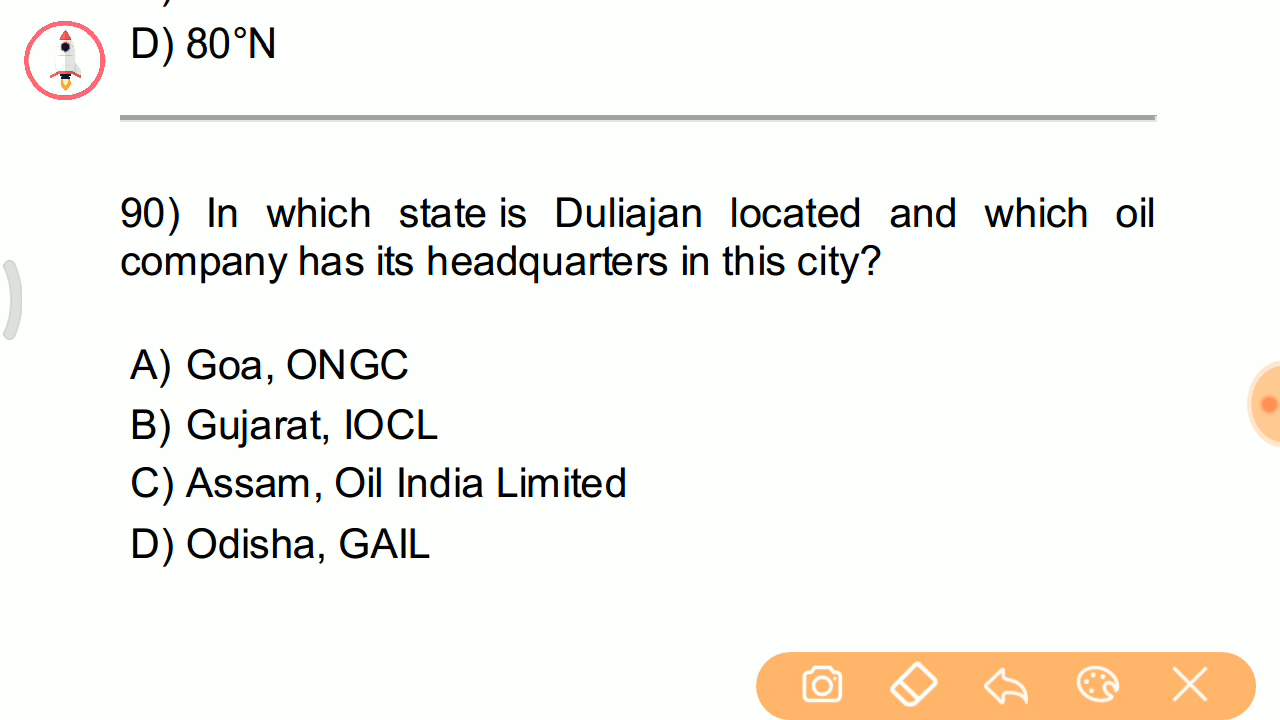 D) 80°N
90) In which state is Duliajan located and which oil
company has its headquarters in this city?
A) Goa, ONGC
B) Gujarat, IOCL
C) Assam, Oil India Limited
D) Odisha, GAIL